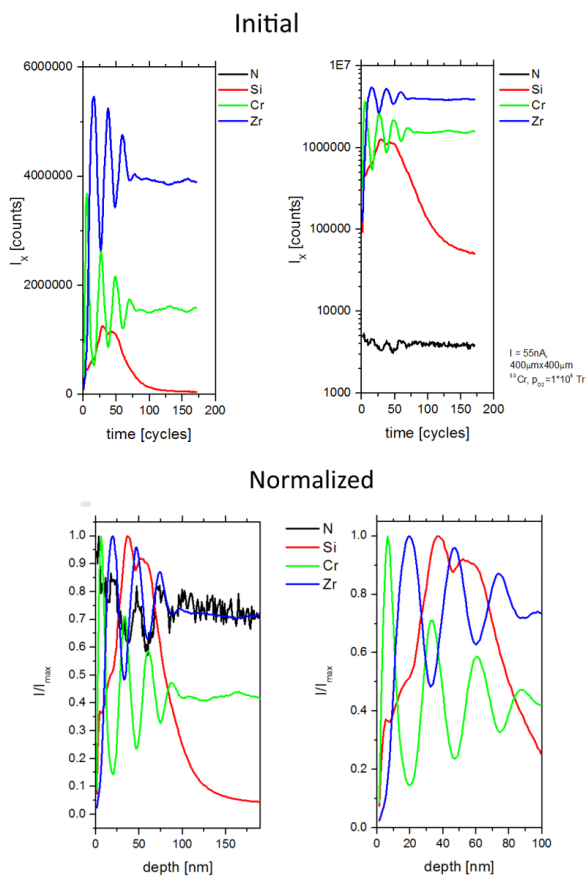 Initial
6000000
4000000
2000000
0
I_X [counts]
0 50 100 150 200
time [cycles]
N
Si
Cr
Zr
1E7
1000000
100000
10000
1000
I_X [counts]
0 50 100 150 200
time [cycles]
N
Si
Cr
Zr
I = 55nA,
400µmx400µm
Cr, p_O2=1*10⁶ Tr
Normalized
1.0
0.9
0.8
0.7
0.6
0.5
0.4
0.3
0.2
0.1
0.0
I/I_max
0 50 100 150
depth [nm]
N
Si
Cr
Zr
1.0
0.8
0.6
0.4
0.2
0.0
I/I_max
0 20 40 60 80 100
depth [nm]